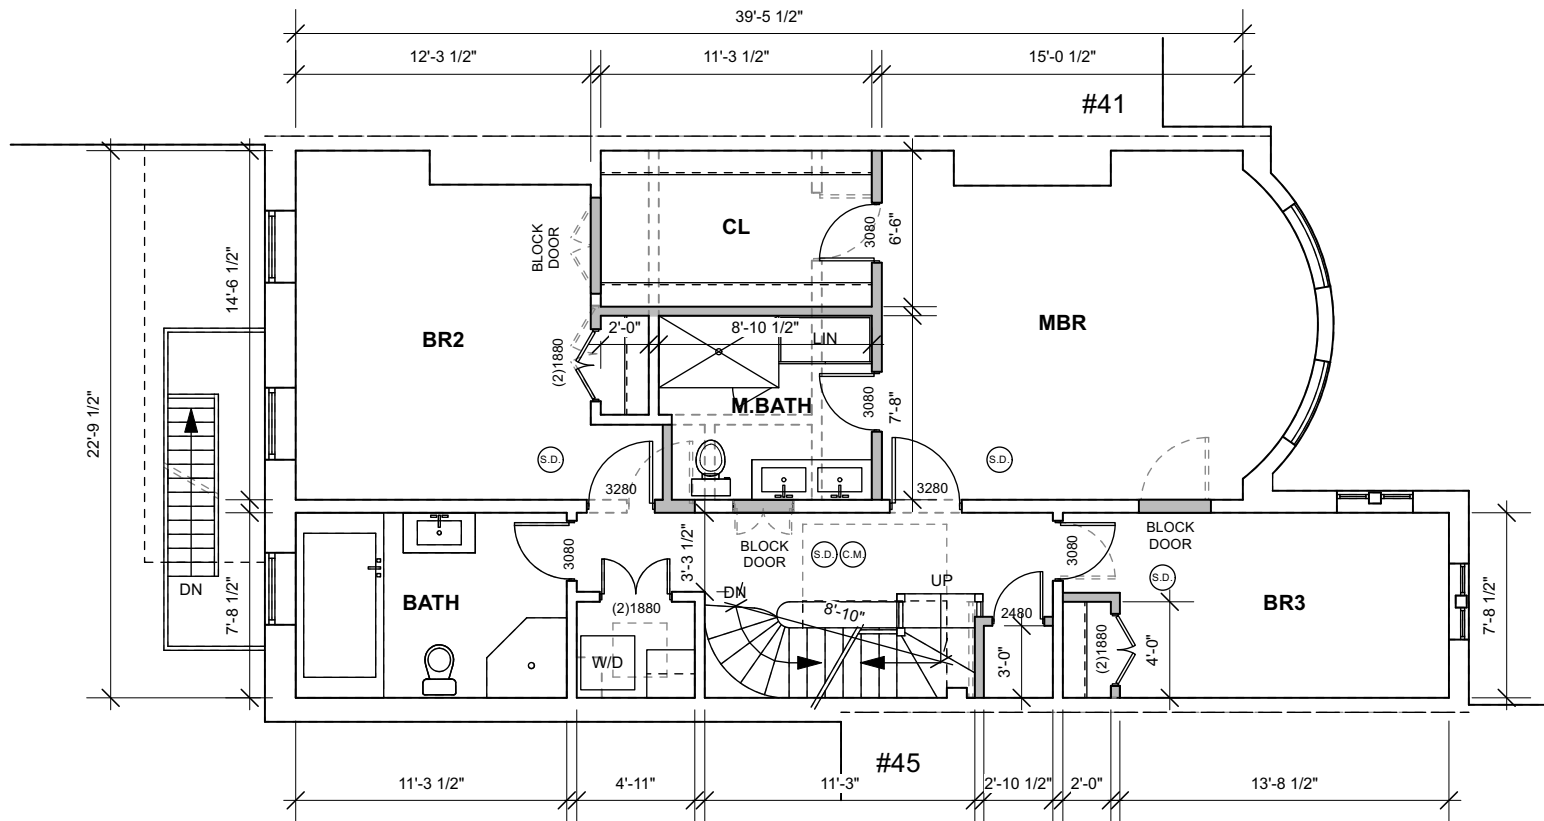 39'-5 1/2"
12'-3 1/2"
11'-3 1/2"
15'-0 1/2"
#41
BLOCK
DOOR
CL
3080
6'-6"
14'-6 1/2"
MBR
BR2
2'-0"
8'-10 1/2"
LIN
(2)1880
M.BATH
3080
7'-8"
22'-9 1/2"
S.D.
S.D.
3280
3280
DN
3080
3'-3 1/2"
BLOCK
DOOR
S.D.
C.M.
3080
BLOCK
DOOR
S.D.
UP
DN
7'-8 1/2"
BATH
(2)1880
8'-10"
2480
BR3
7'-8 1/2"
W/D
3'-0"
(2)1880
4'-0"
#45
11'-3 1/2"
4'-11"
11'-3"
2'-10 1/2"
2'-0"
13'-8 1/2"